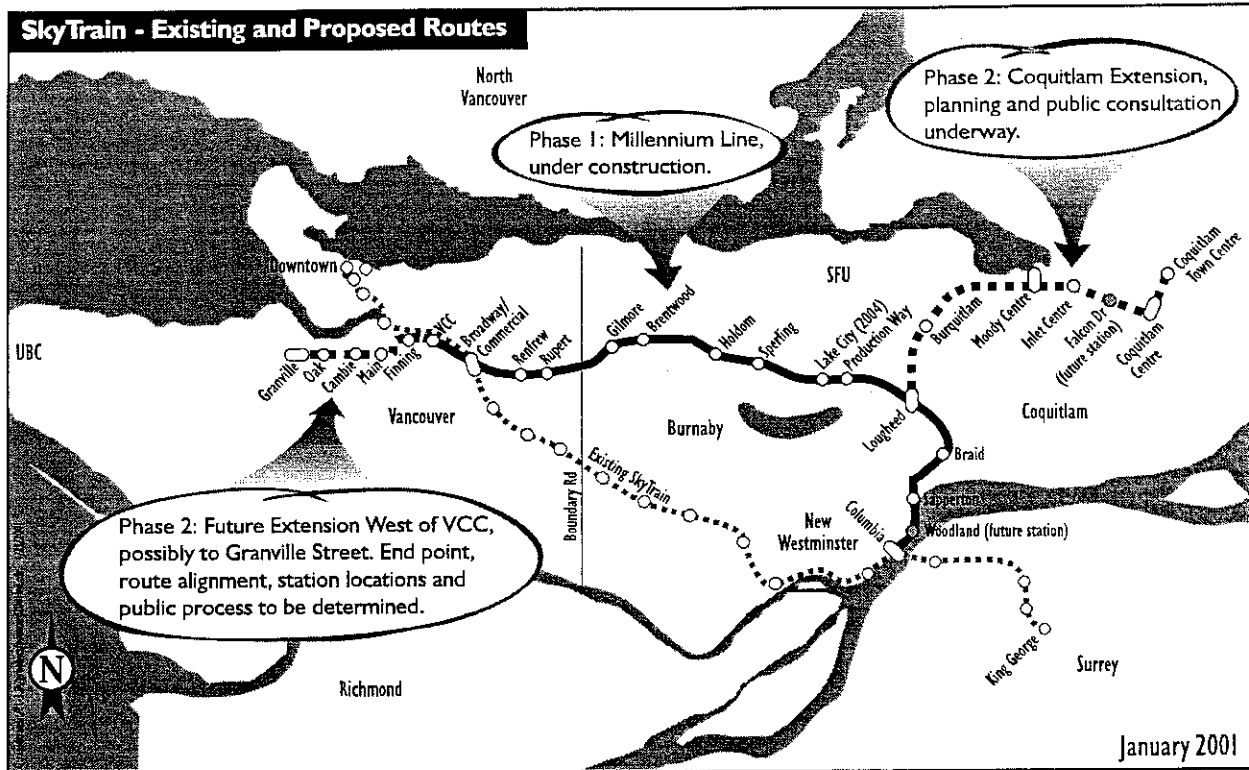 SkyTrain - Existing and Proposed Routes
North
Vancouver
Phase 1: Millennium Line,
under construction.
Phase 2: Coquitlam Extension,
planning and public consultation
underway.
Downtown
UBC
SFU
Granville
Oak
Cambie
Main
Finning
VCC
Broadway/
Commercial
Renfrew
Rupert
Gilmore
Brentwood
Holdom
Sperling
Lake City (2004)
Production Way
Lougheed
Burquitlam
Moody Centre
Inlet Centre
Falcon Dr
(future station)
Coquitlam
Centre
Coquitlam
Town Centre
Vancouver
Burnaby
Coquitlam
Boundary Rd
Existing SkyTrain
Braid
Sapperton
Woodland (future station)
Columbia
New
Westminster
Phase 2: Future Extension West of VCC,
possibly to Granville Street. End point,
route alignment, station locations and
public process to be determined.
King George
Surrey
Richmond
N
January 2001